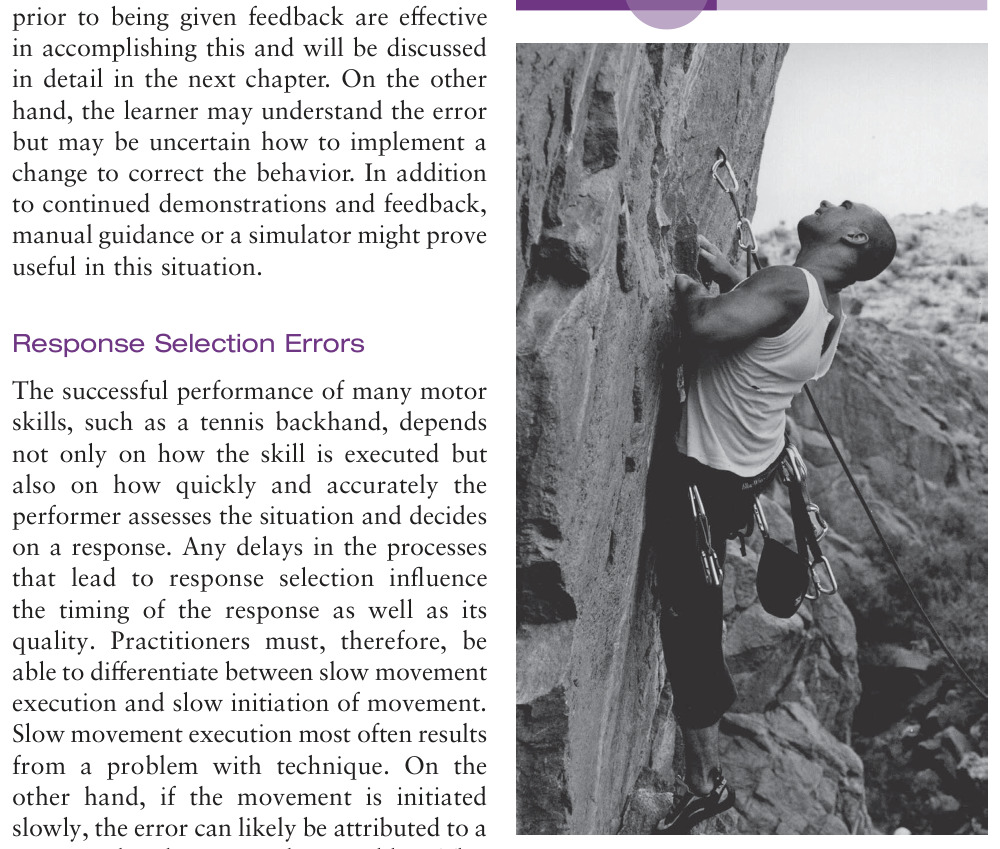 prior to being given feedback are effective
in accomplishing this and will be discussed
in detail in the next chapter. On the other
hand, the learner may understand the error
but may be uncertain how to implement a
change to correct the behavior. In addition
to continued demonstrations and feedback,
manual guidance or a simulator might prove
useful in this situation.
Response Selection Errors
The successful performance of many motor
skills, such as a tennis backhand, depends
not only on how the skill is executed but
also on how quickly and accurately the
performer assesses the situation and decides
on a response. Any delays in the processes
that lead to response selection influence
the timing of the response as well as its
quality. Practitioners must, therefore, be
able to differentiate between slow movement
execution and slow initiation of movement.
Slow movement execution most often results
from a problem with technique. On the
other hand, if the movement is initiated
slowly, the error can likely be attributed to a